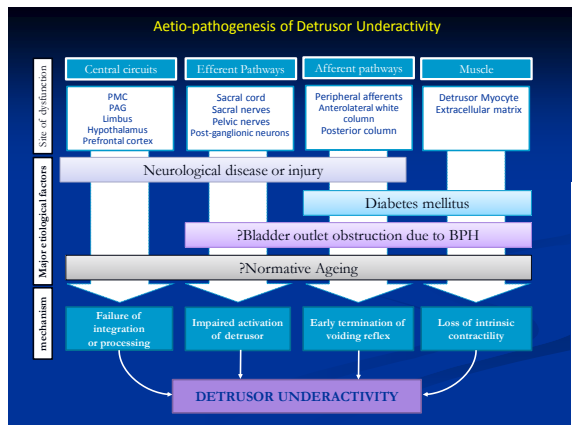 Aetio-pathogenesis of Detrusor Underactivity
Site of dysfunction
Central circuits
Efferent Pathways
Afferent pathways
Muscle
PMC
PAG
Limbus
Hypothalamus
Prefrontal cortex
Sacral cord
Sacral nerves
Pelvic nerves
Post-ganglionic neurons
Peripheral afferents
Anterolateral white
column
Posterior column
Detrusor Myocyte
Extracellular matrix
Major etiological factors
Neurological disease or injury
Diabetes mellitus
?Bladder outlet obstruction due to BPH
?Normative Ageing
mechanism
Failure of
integration
or processing
Impaired activation
of detrusor
Early termination of
voiding reflex
Loss of intrinsic
contractility
DETRUSOR UNDERACTIVITY